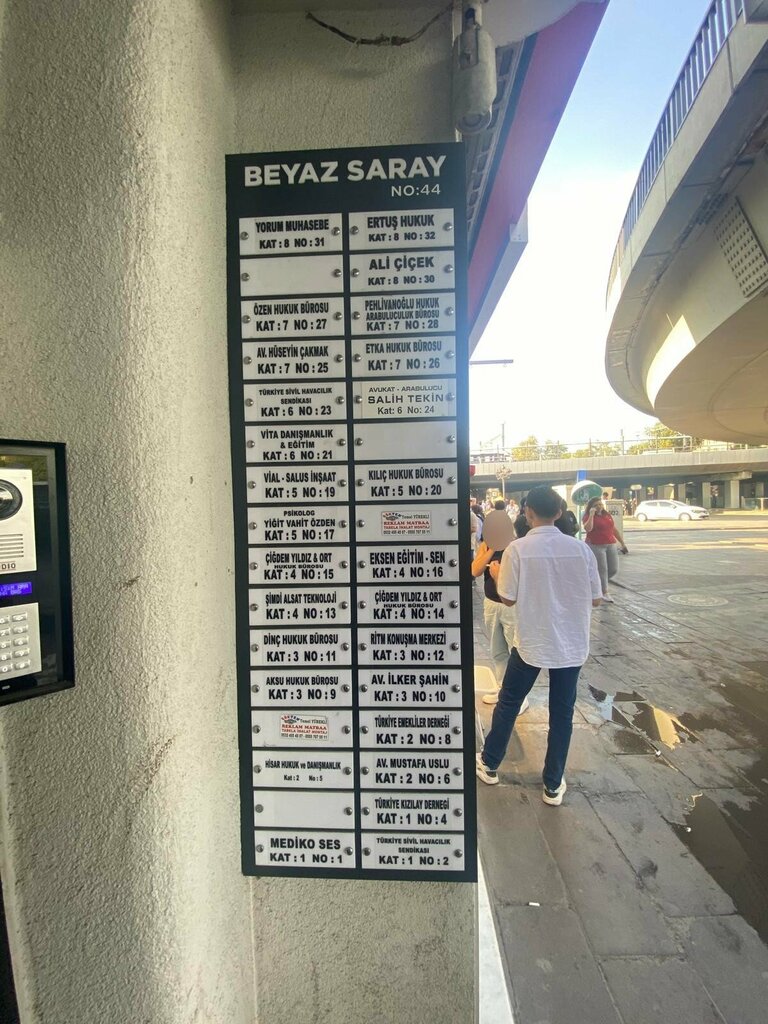 BEYAZ SARAY
NO:44
YORUM MUHASEBE
KAT : 8 NO : 31
ERTUŞ HUKUK
KAT : 8 NO : 32
ALİ ÇİÇEK
KAT : 8 NO : 30
ÖZEN HUKUK BÜROSU
KAT : 7 NO : 27
PEHLİVANOĞLU HUKUK
ARABULUCULUK BÜROSU
KAT : 7 NO : 28
AV. HÜSEYİN ÇAKMAK
KAT : 7 NO : 25
ETKA HUKUK BÜROSU
KAT : 7 NO : 26
TÜRKİYE SİVİL HAVACILIK
SENDİKASI
KAT : 6 NO : 23
AVUKAT - ARABULUCU
SALİH TEKİN
Kat: 6 No: 24
VİTA DANIŞMANLIK
& EĞİTİM
KAT : 6 NO : 21
VİAL - SALUS İNŞAAT
KAT : 5 NO : 19
KILIÇ HUKUK BÜROSU
KAT : 5 NO : 20
PSİKOLOG
YİĞİT VAHİT ÖZDEN
KAT : 5 NO : 17
Temel YÜREKLİ
REKLAM MATBAA
TABELA İMALAT MONTAJ
ÇİĞDEM YILDIZ & ORT
HUKUK BÜROSU
KAT : 4 NO : 15
EKSEN EĞİTİM - SEN
KAT : 4 NO : 16
ŞİMDİ ALSAT TEKNOLOJİ
KAT : 4 NO : 13
ÇİĞDEM YILDIZ & ORT
HUKUK BÜROSU
KAT : 4 NO : 14
DİNÇ HUKUK BÜROSU
KAT : 3 NO : 11
RİTM KONUŞMA MERKEZİ
KAT : 3 NO : 12
AKSU HUKUK BÜROSU
KAT : 3 NO : 9
AV. İLKER ŞAHİN
KAT : 3 NO : 10
Temel YÜREKLİ
REKLAM MATBAA
TABELA İMALAT MONTAJ
TÜRKİYE EMEKLİLER DERNEĞİ
KAT : 2 NO : 8
HİSAR HUKUK ve DANIŞMANLIK
Kat : 2 No : 5
AV. MUSTAFA USLU
KAT : 2 NO : 6
TÜRKİYE KIZILAY DERNEĞİ
KAT : 1 NO : 4
MEDİKO SES
KAT : 1 NO : 1
TÜRKİYE SİVİL HAVACILIK
SENDİKASI
KAT : 1 NO : 2